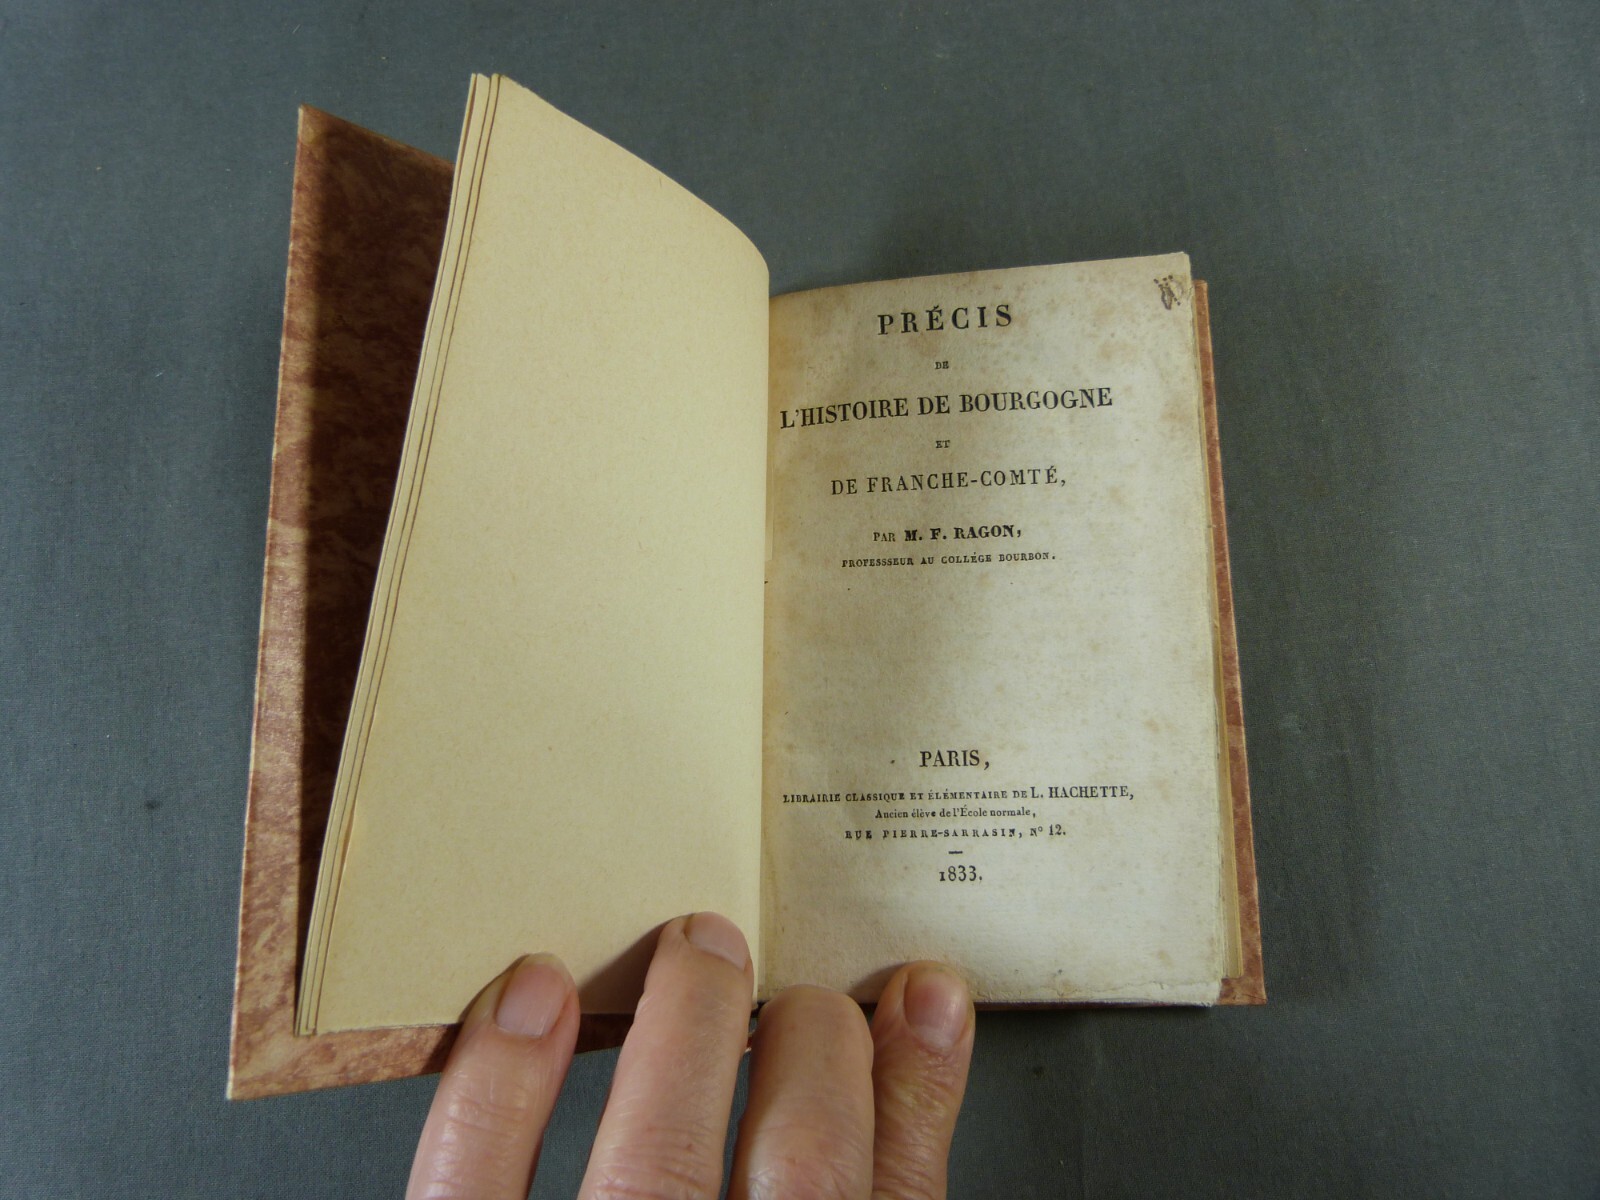 PRÉCIS
DE
L'HISTOIRE DE BOURGOGNE
ET
DE FRANCHE-COMTÉ,
PAR M. F. RAGON,
PROFESSSEUR AU COLLÉGE BOURBON.
PARIS,
LIBRAIRIE CLASSIQUE ET ÉLÉMENTAIRE DE L. HACHETTE,
Ancien élève de l'École normale,
RUE PIERRE-SARRASIN, Nº 12.
1833.